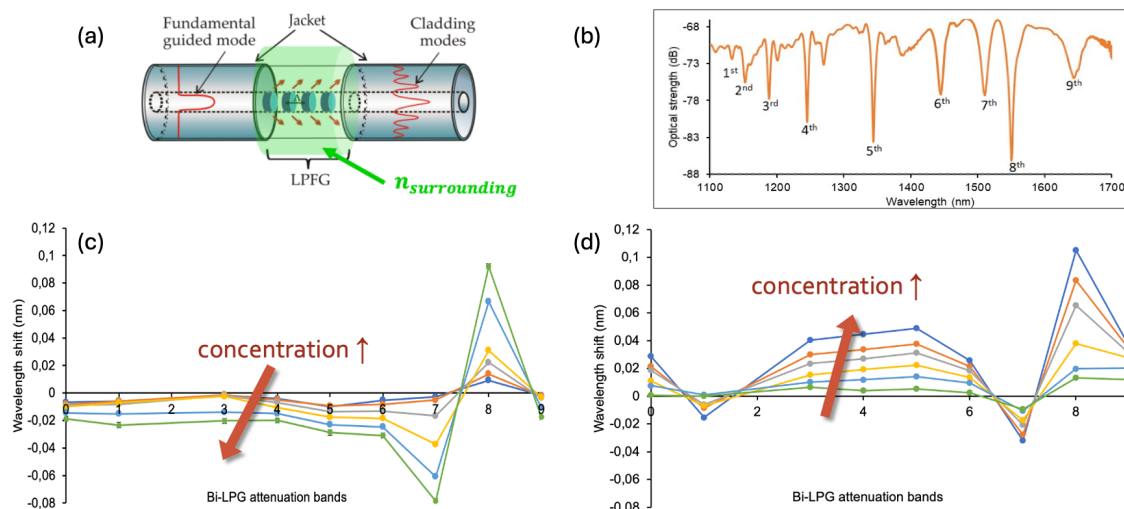 (a)
Fundamental
guided mode
Jacket
Cladding
modes
Λ
LPFG
n_surrounding
(b)
Optical strength (dB)
-68
-73
-78
-83
-88
1st
2nd
3rd
4th
5th
6th
7th
8th
9th
1100 1200 1300 1400 1500 1600 1700
Wavelength (nm)
(c)
Wavelength shift (nm)
0,12
0,1
0,08
0,06
0,04
0,02
0
-0,02
-0,04
-0,06
-0,08
concentration ↑
0 1 2 3 4 5 6 7 8 9
Bi-LPG attenuation bands
(d)
Wavelength shift (nm)
0,12
0,1
0,08
0,06
0,04
0,02
0
-0,02
-0,04
-0,06
-0,08
concentration ↑
0 2 4 6 8
Bi-LPG attenuation bands